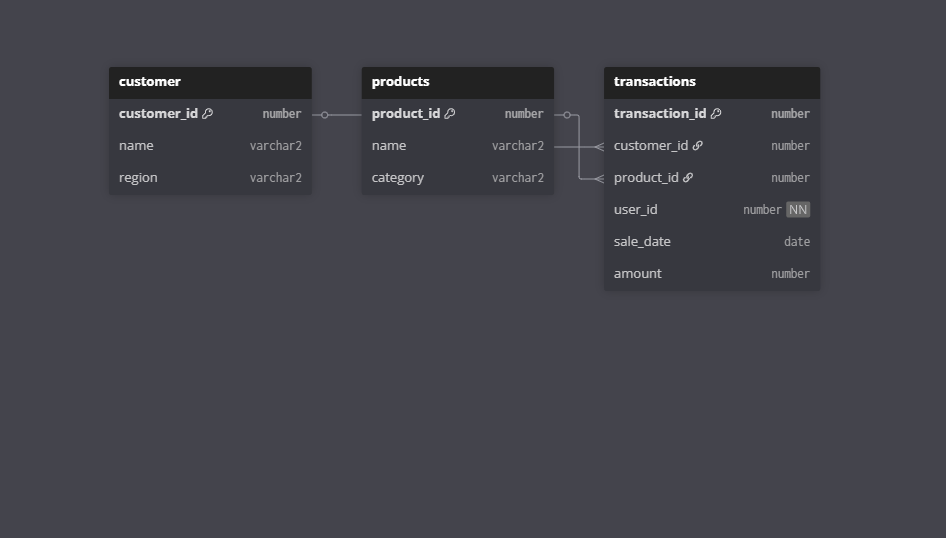 customer
customer_id number
name varchar2
region varchar2
products
product_id number
name varchar2
category varchar2
transactions
transaction_id number
customer_id number
product_id number
user_id number NN
sale_date date
amount number